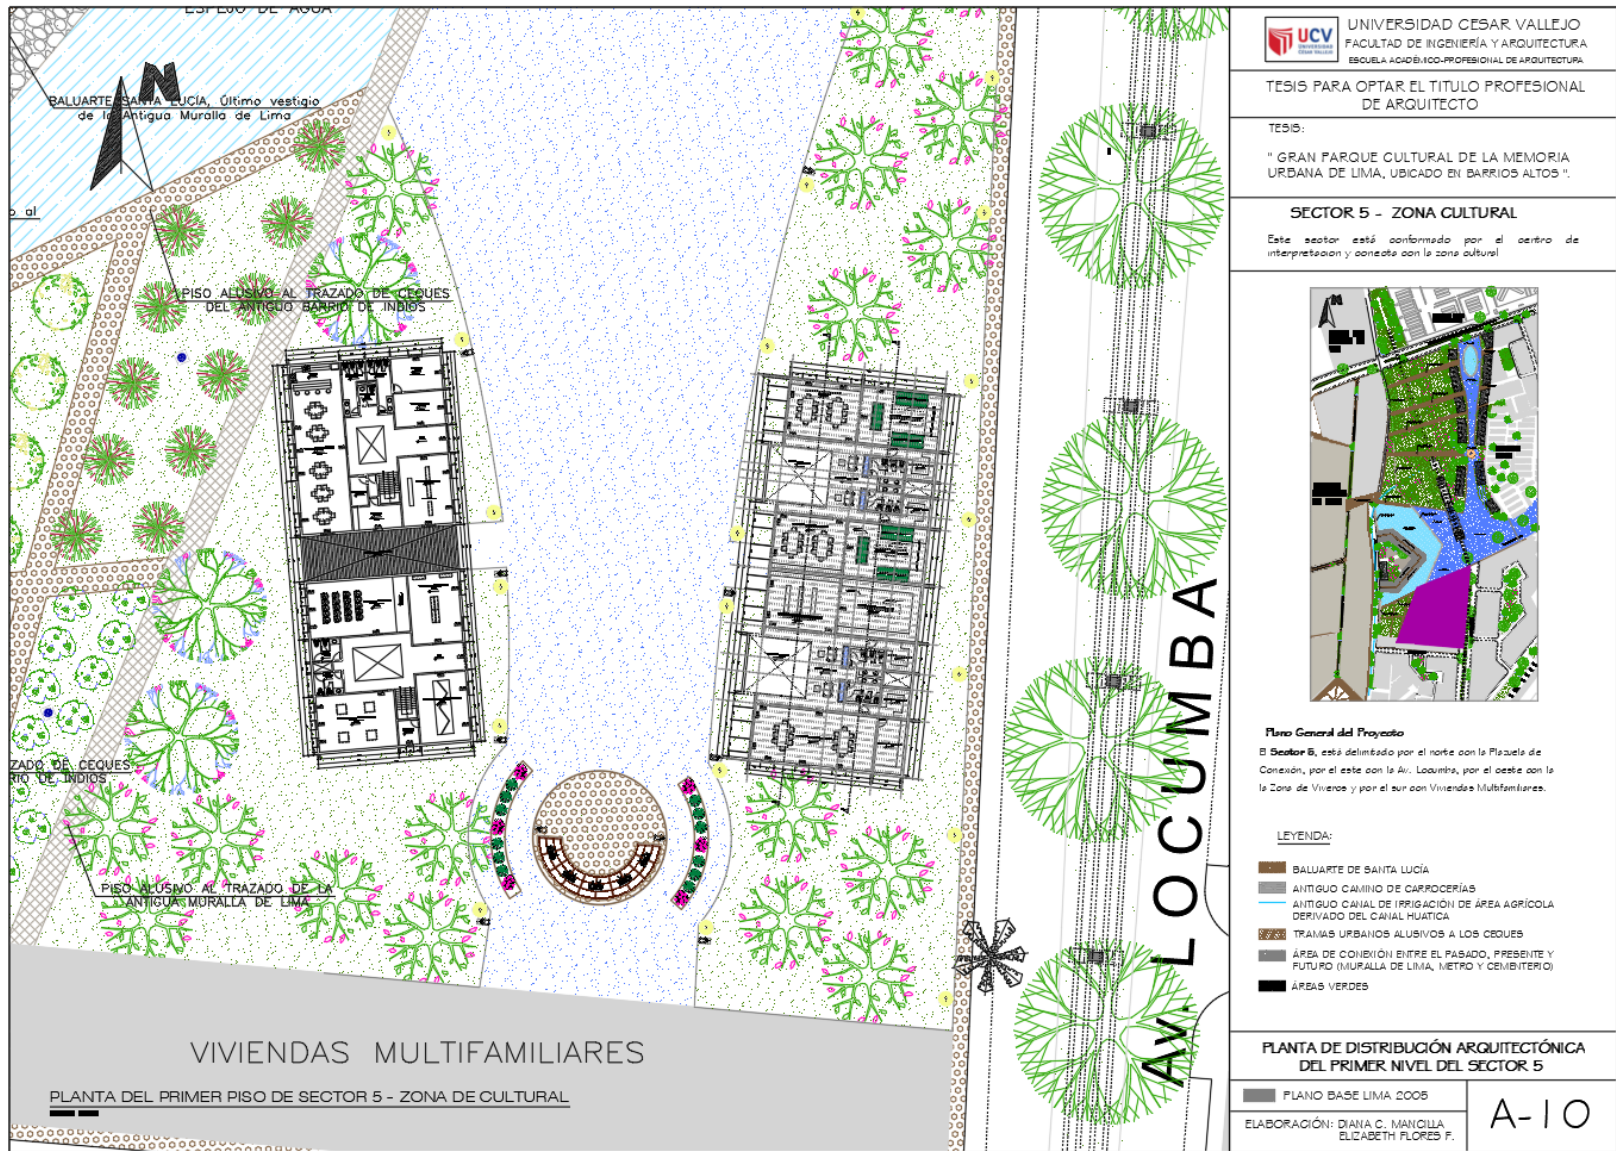 ESPEJO DE AGUA
N
BALUARTE SANTA LUCÍA, Último vestigio
de la Antigua Muralla de Lima
o al
PISO ALUSIVO AL TRAZADO DE CEQUES
DEL ANTIGUO BARRIO DE INDIOS
ZADO DE CEQUES
RIO DE INDIOS
PISO ALUSIVO AL TRAZADO DE LA
ANTIGUA MURALLA DE LIMA
VIVIENDAS MULTIFAMILIARES
PLANTA DEL PRIMER PISO DE SECTOR 5 - ZONA DE CULTURAL
Av. LOCUMBA
UCV
UNIVERSIDAD
CÉSAR VALLEJO
UNIVERSIDAD CESAR VALLEJO
FACULTAD DE INGENIERÍA Y ARQUITECTURA
ESCUELA ACADÉMICO-PROFESIONAL DE ARQUITECTURA
TESIS PARA OPTAR EL TITULO PROFESIONAL
DE ARQUITECTO
TESIS:
" GRAN PARQUE CULTURAL DE LA MEMORIA
URBANA DE LIMA, UBICADO EN BARRIOS ALTOS ".
SECTOR 5 - ZONA CULTURAL
Este sector está conformado por el centro de
interpretacion y conecta con la zona cultural
Plano General del Proyecto
El Sector 5, está delimitado por el norte con la Plazuela de
Conexión, por el este con la Av. Locumba, por el oeste con la
la Zona de Viveros y por el sur con Viviendas Multifamiliares.
LEYENDA:
BALUARTE DE SANTA LUCÍA
ANTIGUO CAMINO DE CARROCERÍAS
ANTIGUO CANAL DE IRRIGACIÓN DE ÁREA AGRÍCOLA
DERIVADO DEL CANAL HUATICA
TRAMAS URBANOS ALUSIVOS A LOS CEQUES
ÁREA DE CONEXIÓN ENTRE EL PASADO, PRESENTE Y
FUTURO (MURALLA DE LIMA, METRO Y CEMENTERIO)
ÁREAS VERDES
PLANTA DE DISTRIBUCIÓN ARQUITECTÓNICA
DEL PRIMER NIVEL DEL SECTOR 5
PLANO BASE LIMA 2005
ELABORACIÓN: DIANA C. MANCILLA
ELIZABETH FLORES F.
A-10